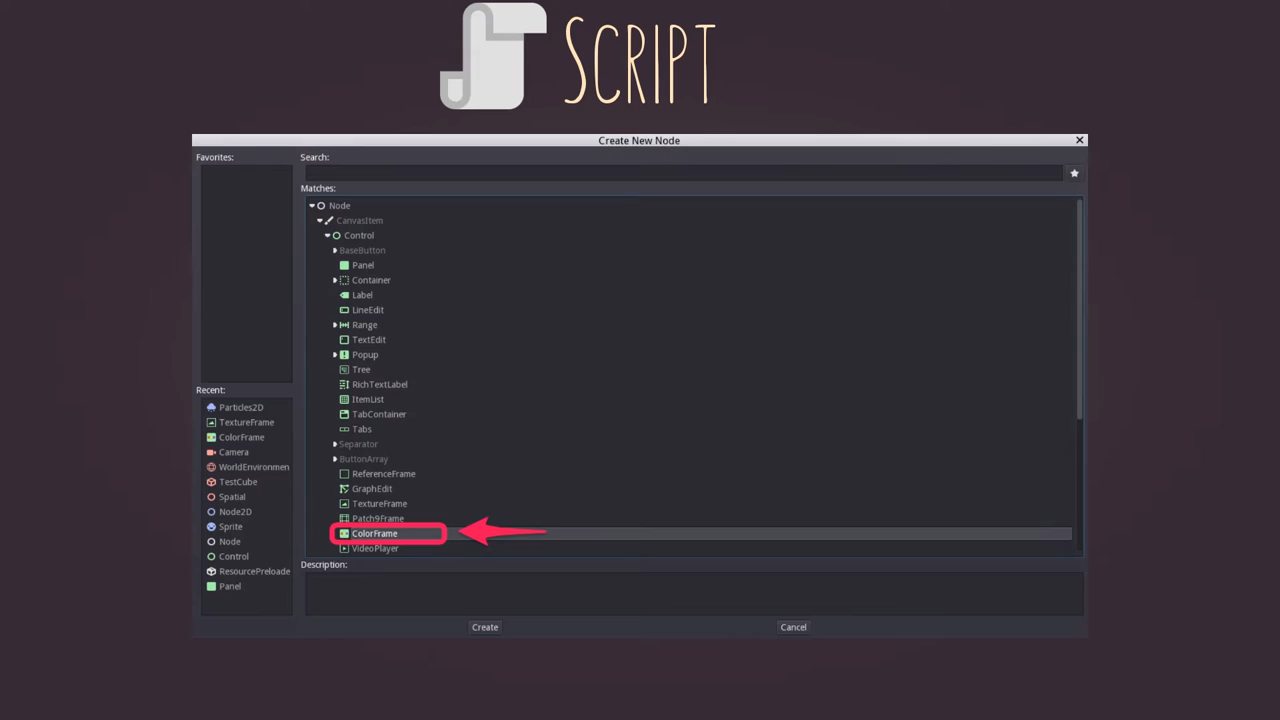 Script
Create New Node
Favorites:
Search:
Matches:
Node
CanvasItem
Control
BaseButton
Panel
Container
Label
LineEdit
Range
TextEdit
Popup
Tree
RichTextLabel
ItemList
TabContainer
Tabs
Separator
ButtonArray
ReferenceFrame
GraphEdit
TextureFrame
Patch9Frame
ColorFrame
VideoPlayer
Recent:
Particles2D
TextureFrame
ColorFrame
Camera
WorldEnvironmen
TestCube
Spatial
Node2D
Sprite
Node
Control
ResourcePreloade
Panel
Description:
Create
Cancel